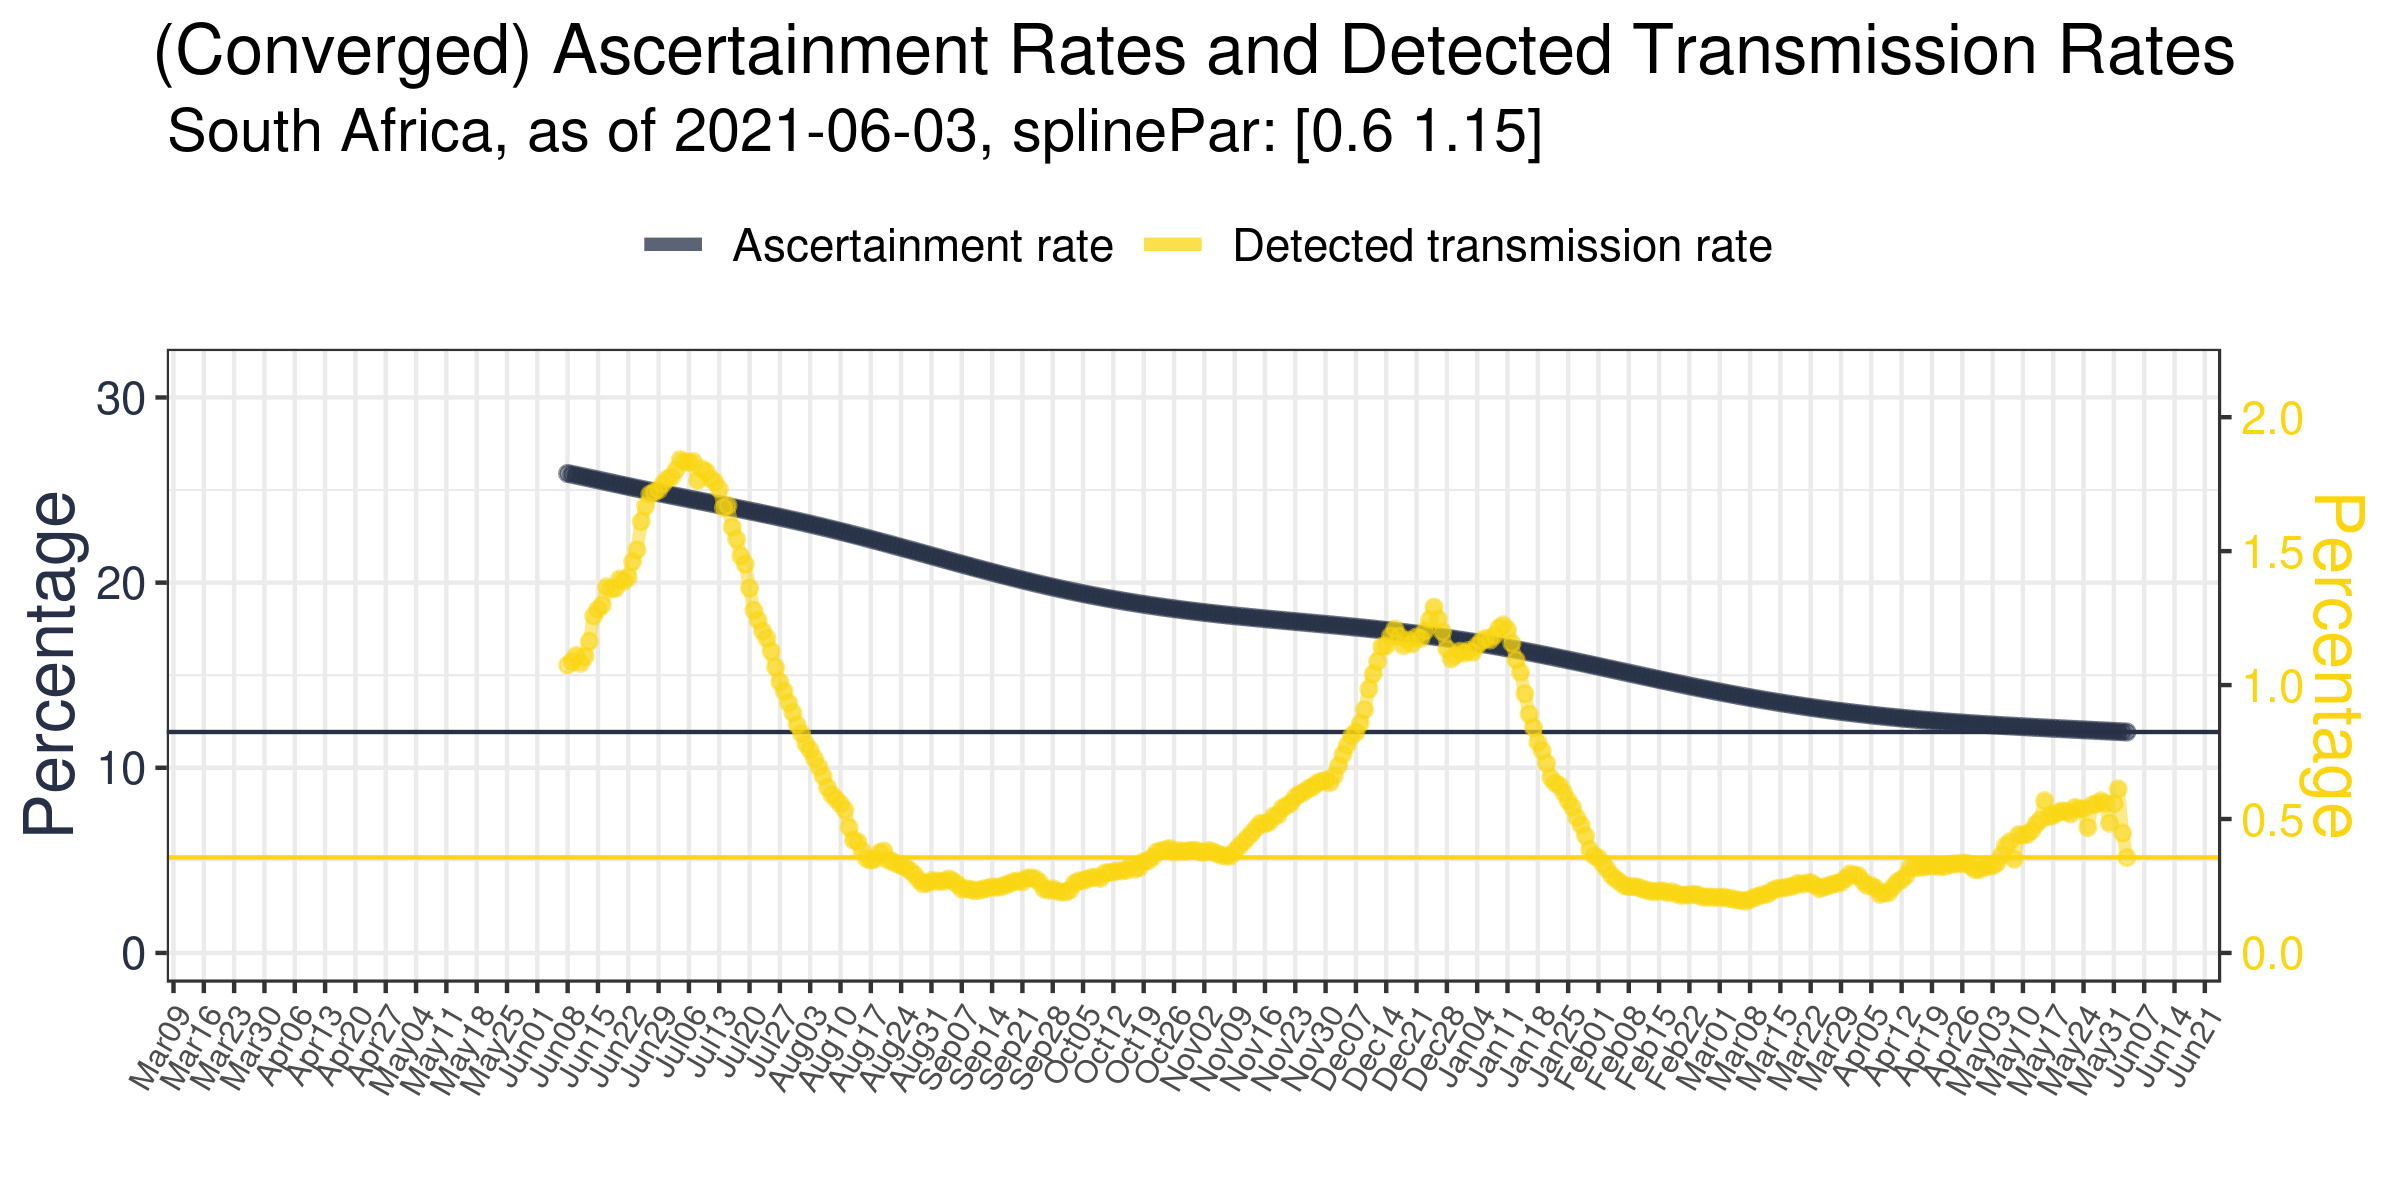 (Converged) Ascertainment Rates and Detected Transmission Rates
South Africa, as of 2021-06-03, splinePar: [0.6 1.15]
Ascertainment rate
Detected transmission rate
Percentage
30
20
10
0
2.0
1.5
1.0
0.5
0.0
Percentage
Mar09
Mar16
Mar23
Mar30
Apr06
Apr13
Apr20
Apr27
May04
May11
May18
May25
Jun01
Jun08
Jun15
Jun22
Jun29
Jul06
Jul13
Jul20
Jul27
Aug03
Aug10
Aug17
Aug24
Aug31
Sep07
Sep14
Sep21
Sep28
Oct05
Oct12
Oct19
Oct26
Nov02
Nov09
Nov16
Nov23
Nov30
Dec07
Dec14
Dec21
Dec28
Jan04
Jan11
Jan18
Jan25
Feb01
Feb08
Feb15
Feb22
Mar01
Mar08
Mar15
Mar22
Mar29
Apr05
Apr12
Apr19
Apr26
May03
May10
May17
May24
May31
Jun07
Jun14
Jun21